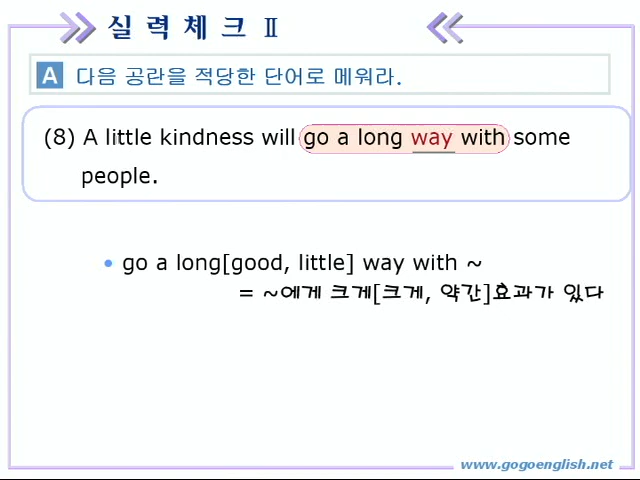 실 력 체 크 Ⅱ
A 다음 공란을 적당한 단어로 메워라.
(8) A little kindness will go a long way with some
people.
• go a long[good, little] way with ~
= ~에게 크게[크게, 약간]효과가 있다
www.gogoenglish.net